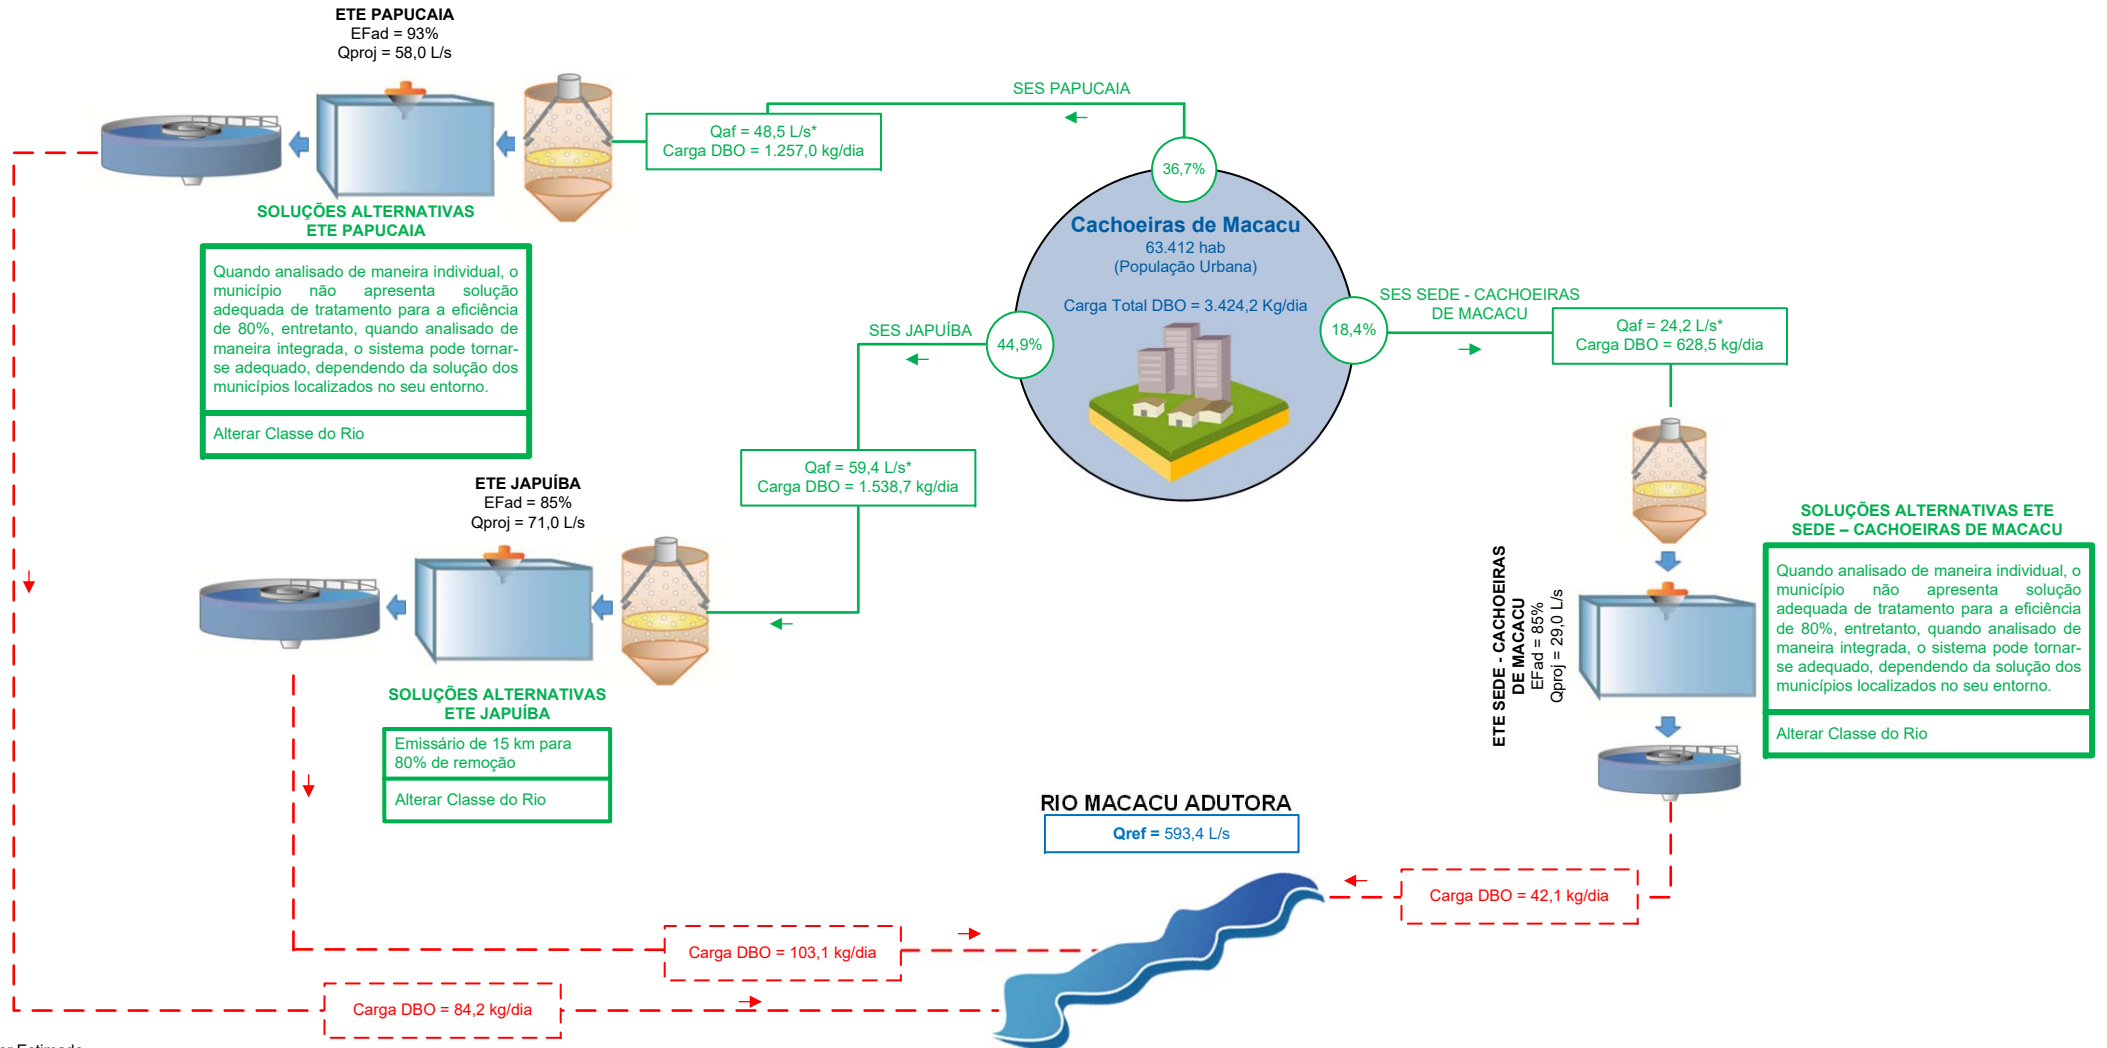 ETE PAPUCAIA
EFad = 93%
Qproj = 58,0 L/s
SES PAPUCAIA
Qaf = 48,5 L/s*
Carga DBO = 1.257,0 kg/dia
36,7%
SOLUÇÕES ALTERNATIVAS
ETE PAPUCAIA
Quando analisado de maneira individual, o
município não apresenta solução
adequada de tratamento para a eficiência
de 80%, entretanto, quando analisado de
maneira integrada, o sistema pode tornar-
se adequado, dependendo da solução dos
municípios localizados no seu entorno.
Alterar Classe do Rio
Cachoeiras de Macacu
63.412 hab
(População Urbana)
Carga Total DBO = 3.424,2 Kg/dia
SES JAPUÍBA
44,9%
18,4%
SES SEDE - CACHOEIRAS
DE MACACU
Qaf = 24,2 L/s*
Carga DBO = 628,5 kg/dia
Qaf = 59,4 L/s*
Carga DBO = 1.538,7 kg/dia
ETE JAPUÍBA
EFad = 85%
Qproj = 71,0 L/s
SOLUÇÕES ALTERNATIVAS
ETE JAPUÍBA
Emissário de 15 km para
80% de remoção
Alterar Classe do Rio
ETE SEDE - CACHOEIRAS
DE MACACU
EFad = 85%
Qproj = 29,0 L/s
SOLUÇÕES ALTERNATIVAS ETE
SEDE – CACHOEIRAS DE MACACU
Quando analisado de maneira individual, o
município não apresenta solução
adequada de tratamento para a eficiência
de 80%, entretanto, quando analisado de
maneira integrada, o sistema pode tornar-
se adequado, dependendo da solução dos
municípios localizados no seu entorno.
Alterar Classe do Rio
RIO MACACU ADUTORA
Qref = 593,4 L/s
Carga DBO = 42,1 kg/dia
Carga DBO = 103,1 kg/dia
Carga DBO = 84,2 kg/dia